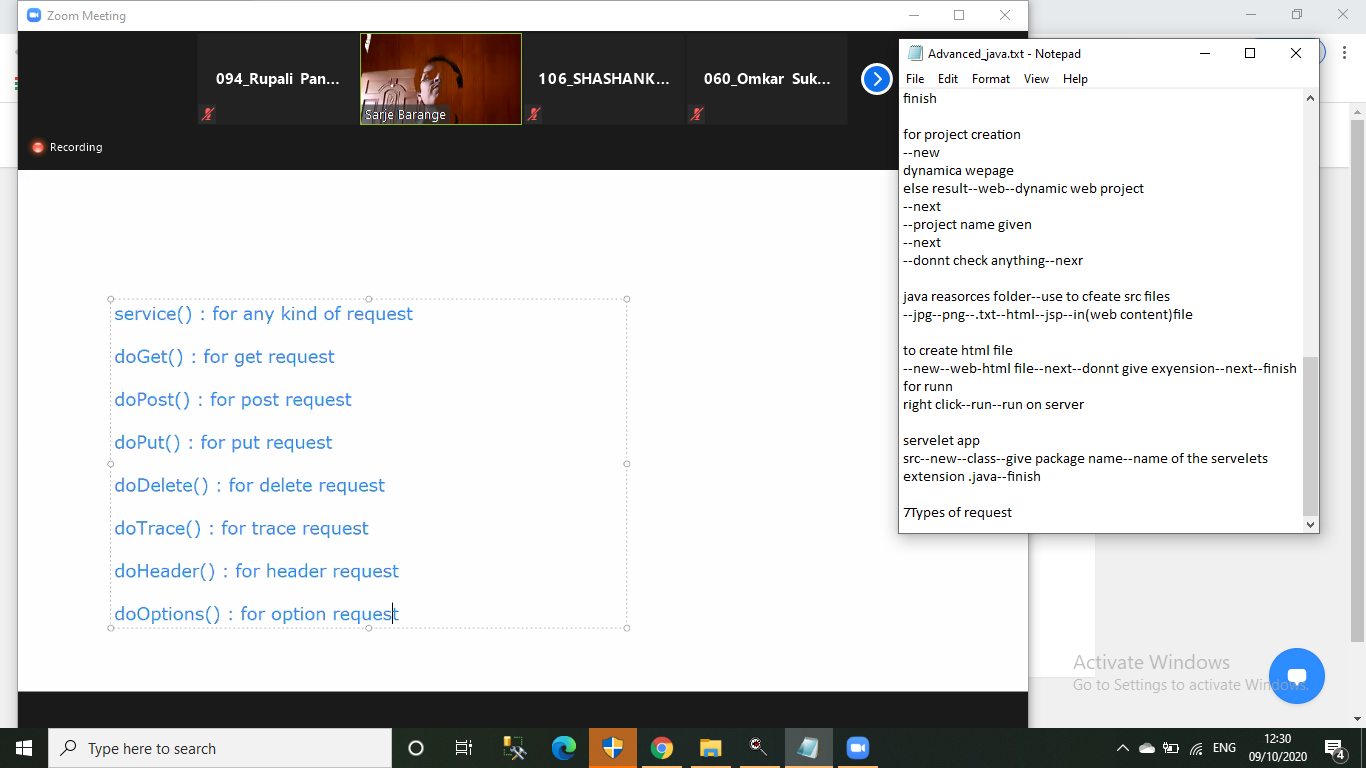 Zoom Meeting
094_Rupali Pan...
Sarje Barange
106_SHASHANK...
060_Omkar Suk...
Recording
service() : for any kind of request
doGet() : for get request
doPost() : for post request
doPut() : for put request
doDelete() : for delete request
doTrace() : for trace request
doHeader() : for header request
doOptions() : for option request
Advanced_java.txt - Notepad
File Edit Format View Help
finish
for project creation
--new
dynamica wepage
else result--web--dynamic web project
--next
--project name given
--next
--donnt check anything--nexr
java reasorces folder--use to cfeate src files
--jpg--png--.txt--html--jsp--in(web content)file
to create html file
--new--web-html file--next--donnt give exyension--next--finish
for runn
right click--run--run on server
servelet app
src--new--class--give package name--name of the servelets
extension .java--finish
7Types of request
Activate Windows
Go to Settings to activate Windows.
Type here to search
ENG
12:30
09/10/2020
4